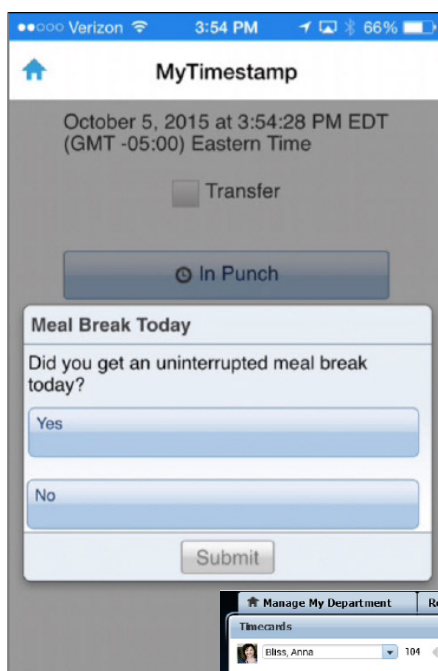 Verizon 3:54 PM 66%
MyTimestamp
October 5, 2015 at 3:54:28 PM EDT
(GMT -05:00) Eastern Time
Transfer
In Punch
Meal Break Today
Did you get an uninterrupted meal break
today?
Yes
No
Submit
Manage My Department
Timecards
Bliss, Anna 104